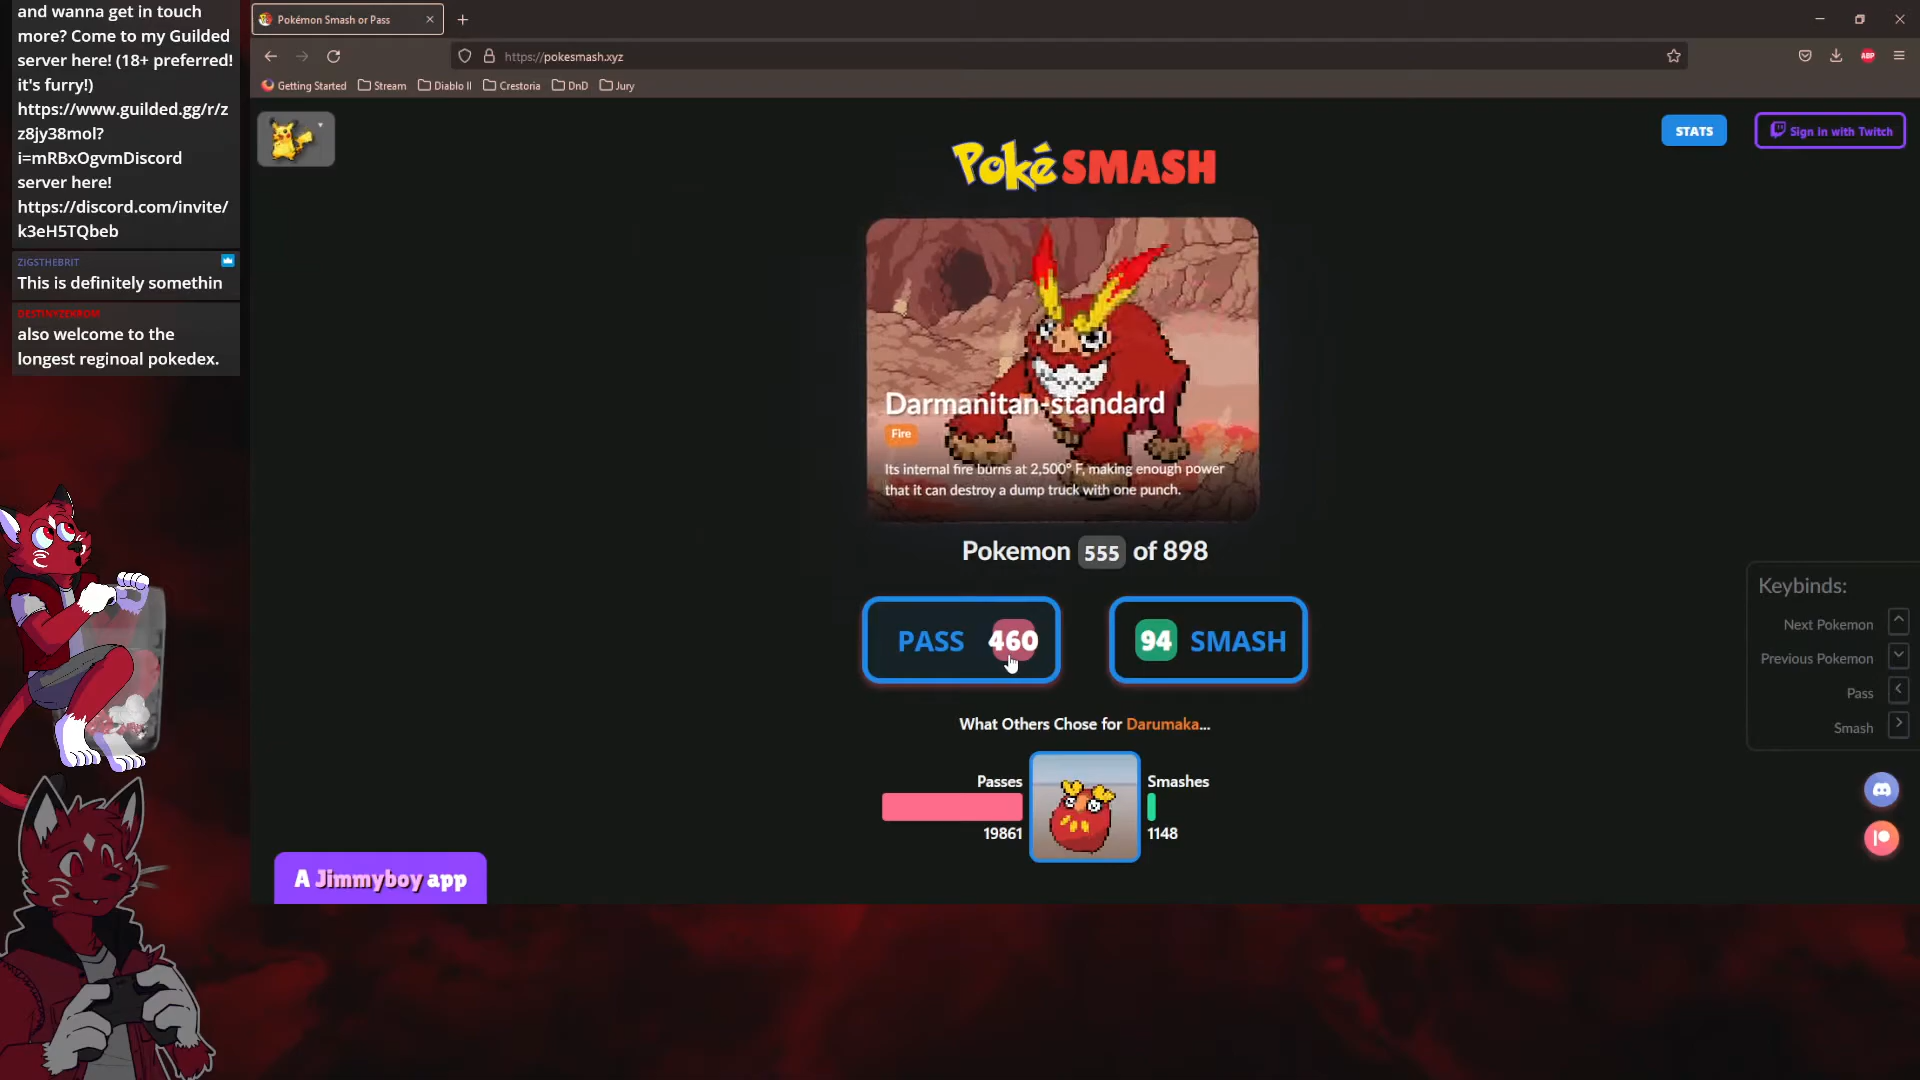 and wanna get in touch
more? Come to my Guilded
server here! (18+ preferred!
it's furry!)
https://www.guilded.gg/r/z
z8jy38mol?
i=mRBxOgvmDiscord
server here!
https://discord.com/invite/
k3eH5TQbeb
ZIGSTHEBRIT
This is definitely somethin
DESTINYZEKROM
also welcome to the
longest reginoal pokedex.
Pokémon Smash or Pass
https://pokesmash.xyz
Getting Started
Stream
Diablo II
Crestoria
DnD
Jury
ABP
STATS
Sign in with Twitch
Poké SMASH
Darmanitan-standard
Fire
Its internal fire burns at 2,500° F, making enough power
that it can destroy a dump truck with one punch.
Pokemon 555 of 898
PASS 460
94 SMASH
Keybinds:
Next Pokemon
Previous Pokemon
Pass
Smash
What Others Chose for Darumaka...
Passes
19861
Smashes
1148
A Jimmyboy app